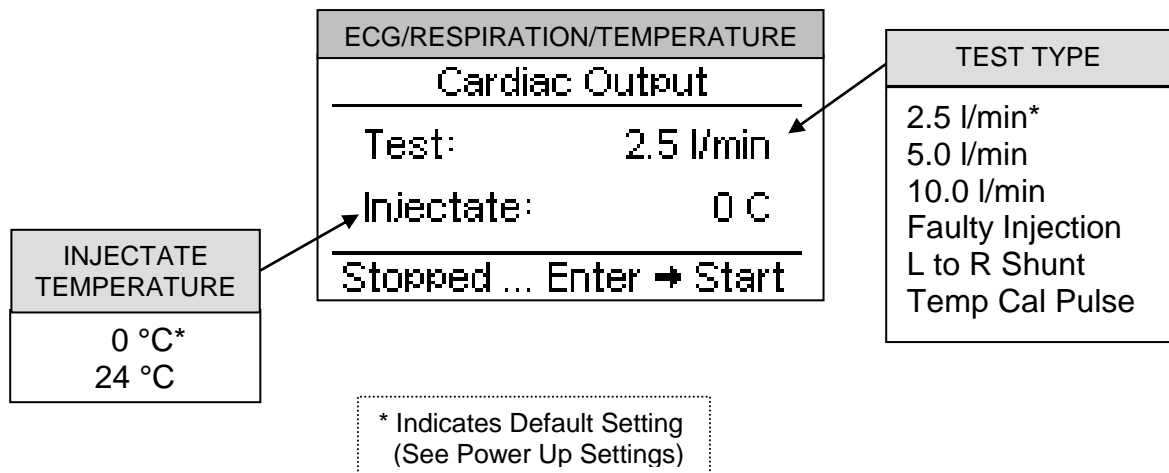 ECG/RESPIRATION/TEMPERATURE
Cardiac Output
Test: 2.5 l/min
Injectate: 0 C
Stopped ... Enter ➔ Start
TEST TYPE
2.5 l/min*
5.0 l/min
10.0 l/min
Faulty Injection
L to R Shunt
Temp Cal Pulse
INJECTATE
TEMPERATURE
0 °C*
24 °C
* Indicates Default Setting
(See Power Up Settings)